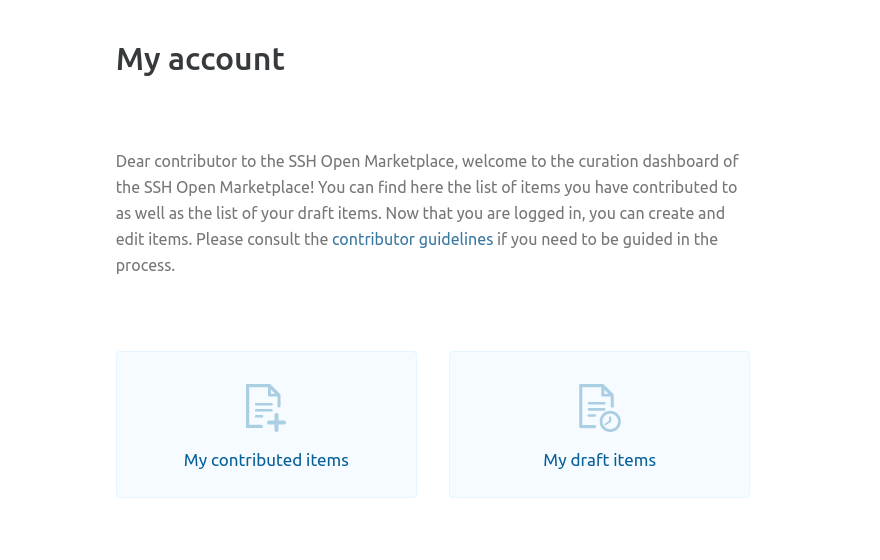 My account
Dear contributor to the SSH Open Marketplace, welcome to the curation dashboard of
the SSH Open Marketplace! You can find here the list of items you have contributed to
as well as the list of your draft items. Now that you are logged in, you can create and
edit items. Please consult the contributor guidelines if you need to be guided in the
process.
My contributed items
My draft items